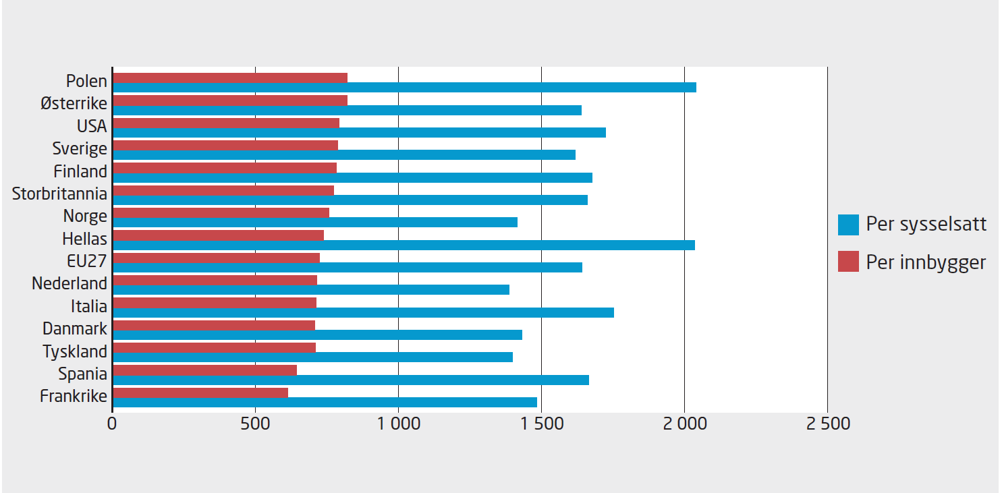 Polen
Østerrike
USA
Sverige
Finland
Storbritannia
Norge
Hellas
EU27
Nederland
Italia
Danmark
Tyskland
Spania
Frankrike
0 500 1 000 1 500 2 000 2 500
Per sysselsatt
Per innbygger